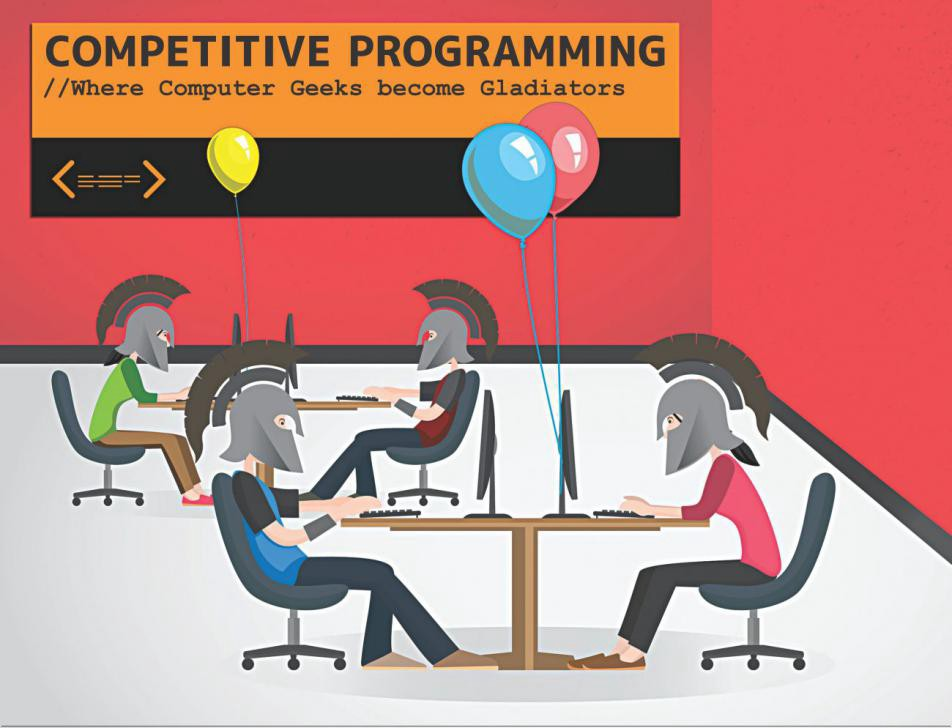 COMPETITIVE PROGRAMMING
//Where Computer Geeks become Gladiators